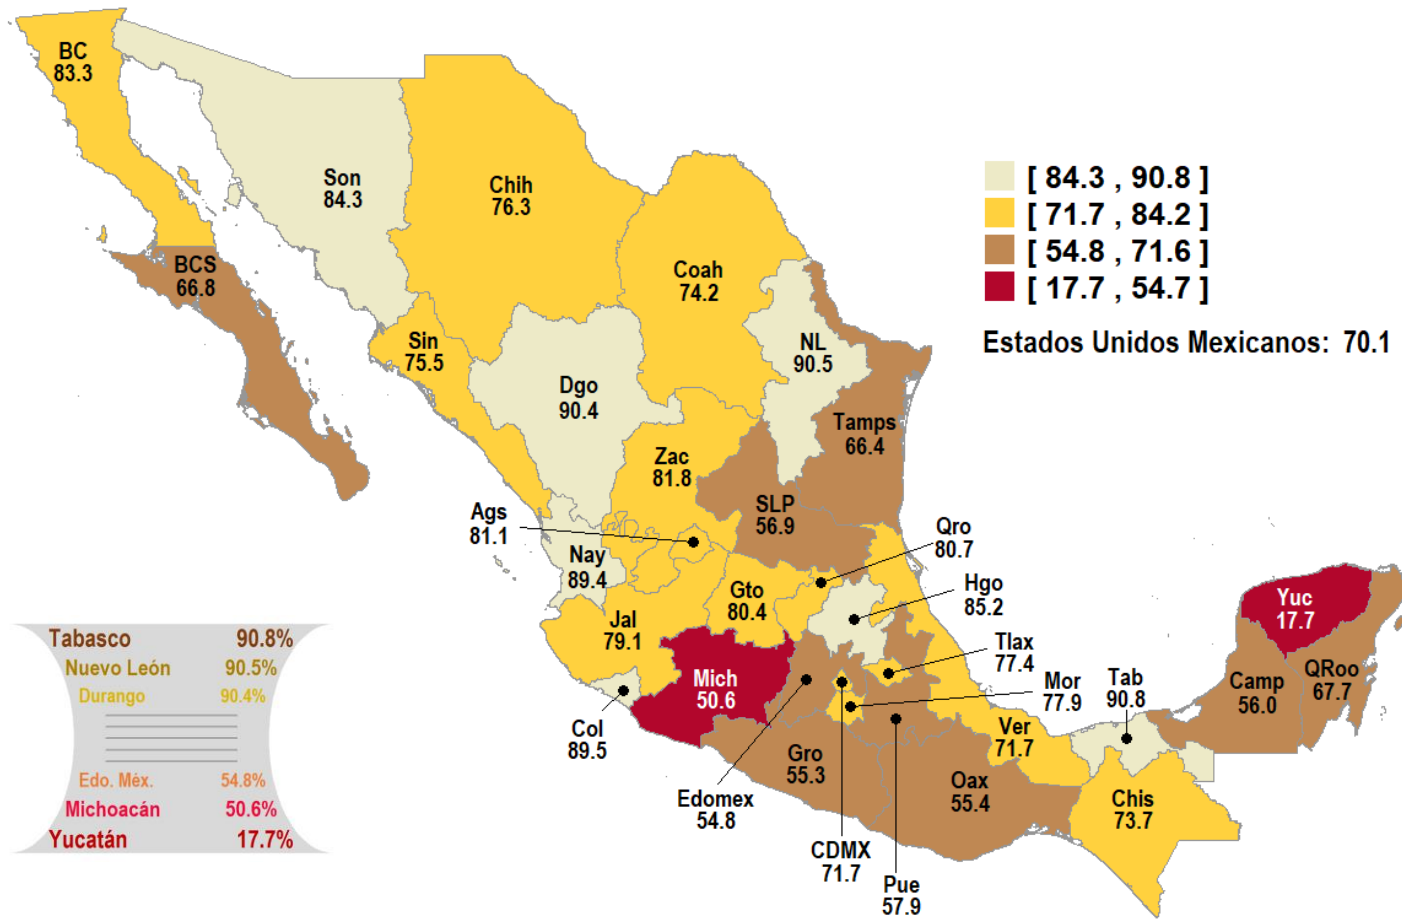 BC
83.3
Son
84.3
Chih
76.3
Coah
74.2
BCS
66.8
Sin
75.5
Dgo
90.4
NL
90.5
Tamps
66.4
Zac
81.8
SLP
56.9
Ags
81.1
Nay
89.4
Jal
79.1
Gto
80.4
Qro
80.7
Hgo
85.2
Tlax
77.4
Mor
77.9
Tab
90.8
Mich
50.6
Col
89.5
Edomex
54.8
Gro
55.3
CDMX
71.7
Pue
57.9
Oax
55.4
Ver
71.7
Chis
73.7
Camp
56.0
Yuc
17.7
QRoo
67.7
[ 84.3 , 90.8 ]
[ 71.7 , 84.2 ]
[ 54.8 , 71.6 ]
[ 17.7 , 54.7 ]
Estados Unidos Mexicanos: 70.1
Tabasco 90.8%
Nuevo León 90.5%
Durango 90.4%
Edo. Méx. 54.8%
Michoacán 50.6%
Yucatán 17.7%